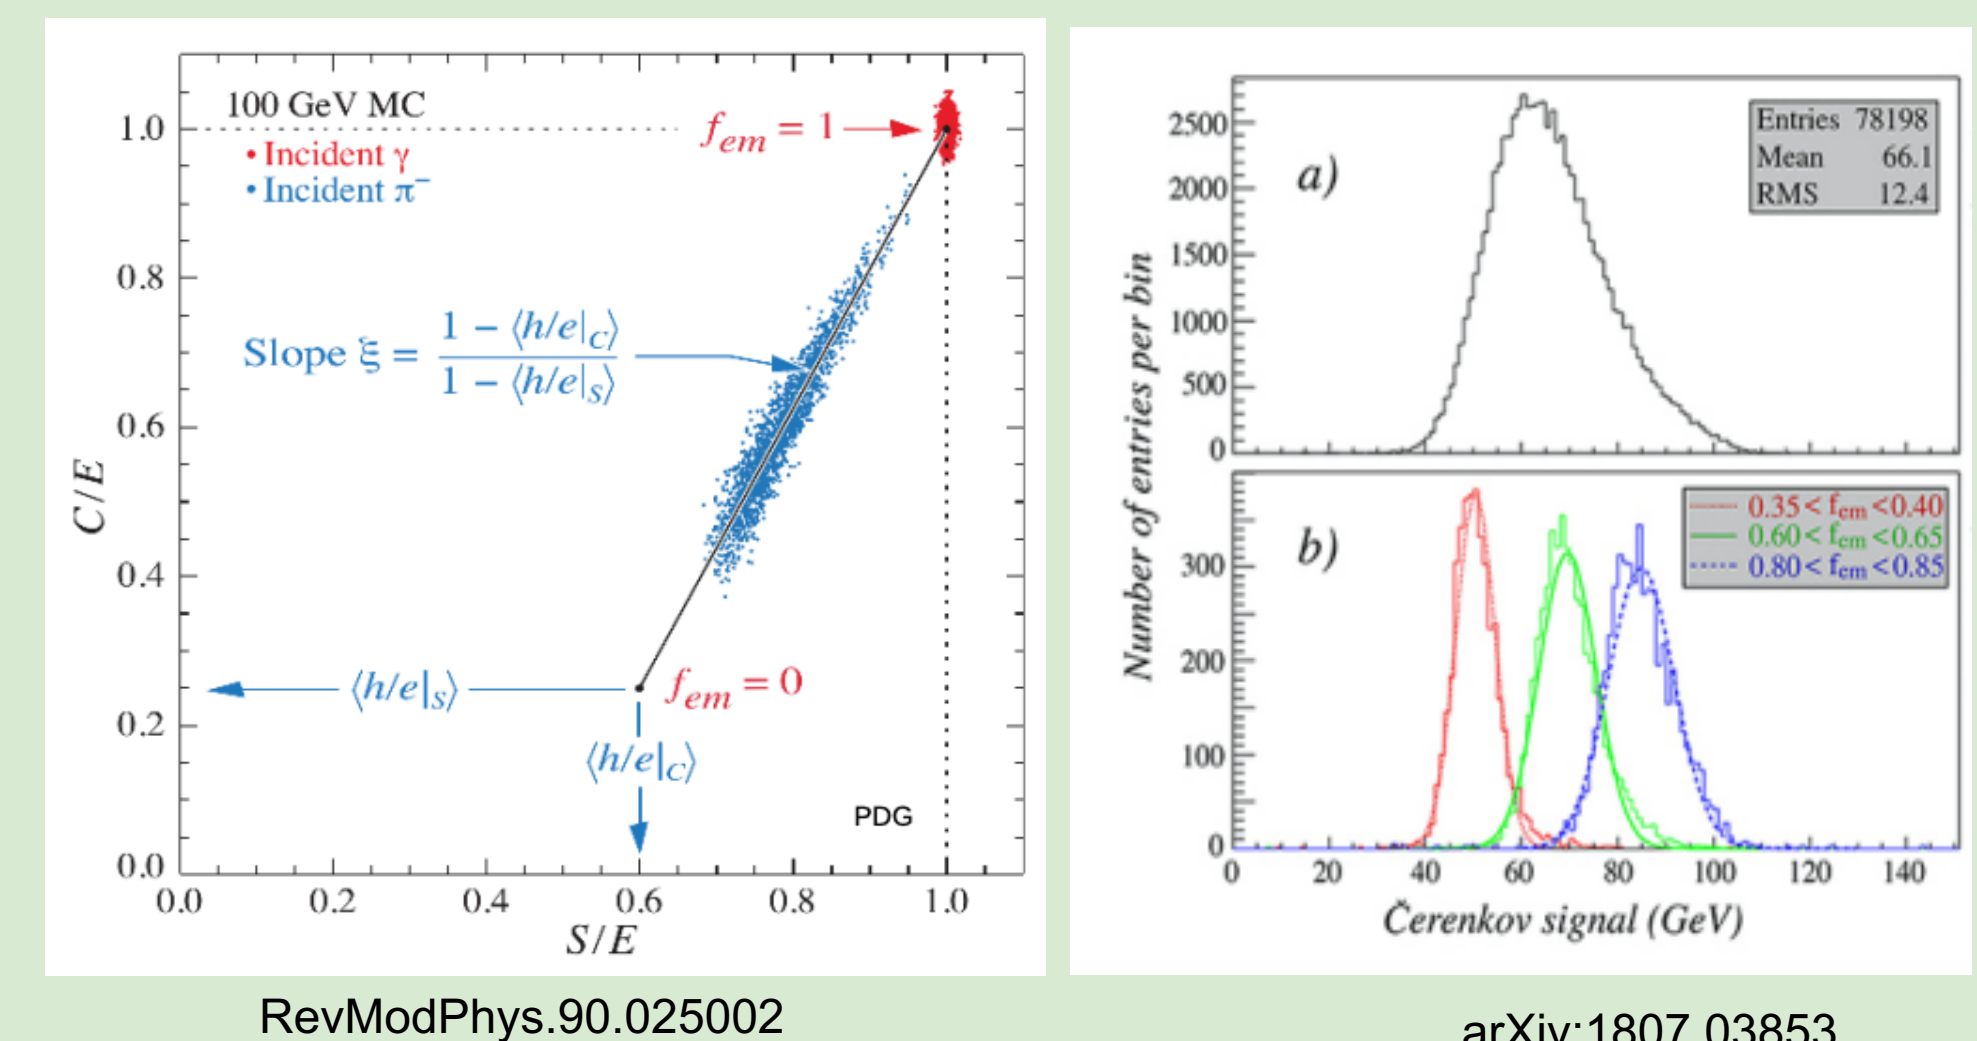 100 GeV MC
• Incident γ
• Incident π⁻
f_em = 1
Slope ξ = (1 − ⟨h/e|_C⟩) / (1 − ⟨h/e|_S⟩)
⟨h/e|_S⟩
f_em = 0
⟨h/e|_C⟩
PDG
C/E
1.0
0.8
0.6
0.4
0.2
0.0
0.0 0.2 0.4 0.6 0.8 1.0
S/E
RevModPhys.90.025002
Number of entries per bin
a)
Entries 78198
Mean 66.1
RMS 12.4
2500
2000
1500
1000
500
0
b)
0.35 < f_em < 0.40
0.60 < f_em < 0.65
0.80 < f_em < 0.85
300
200
100
0
0 20 40 60 80 100 120 140
Čerenkov signal (GeV)
arXiv:1807.03853